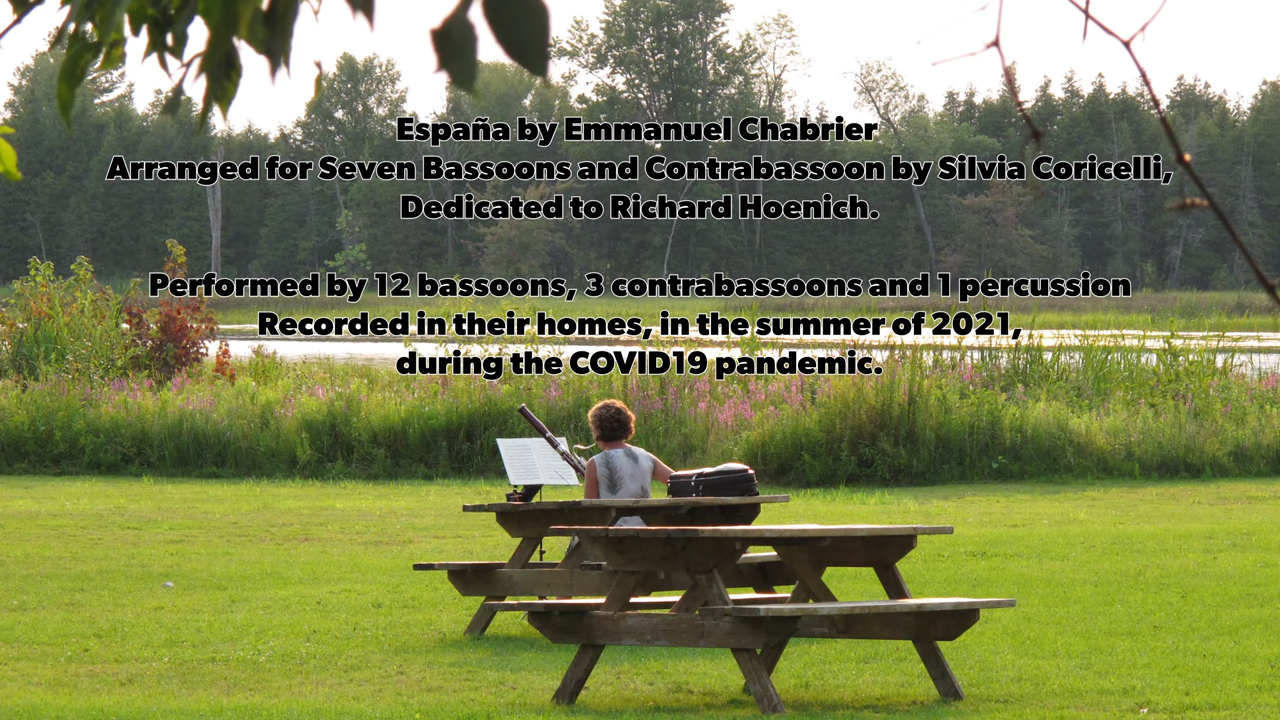 España by Emmanuel Chabrier
Arranged for Seven Bassoons and Contrabassoon by Silvia Coricelli,
Dedicated to Richard Hoenich.
Performed by 12 bassoons, 3 contrabassoons and 1 percussion
Recorded in their homes, in the summer of 2021,
during the COVID19 pandemic.